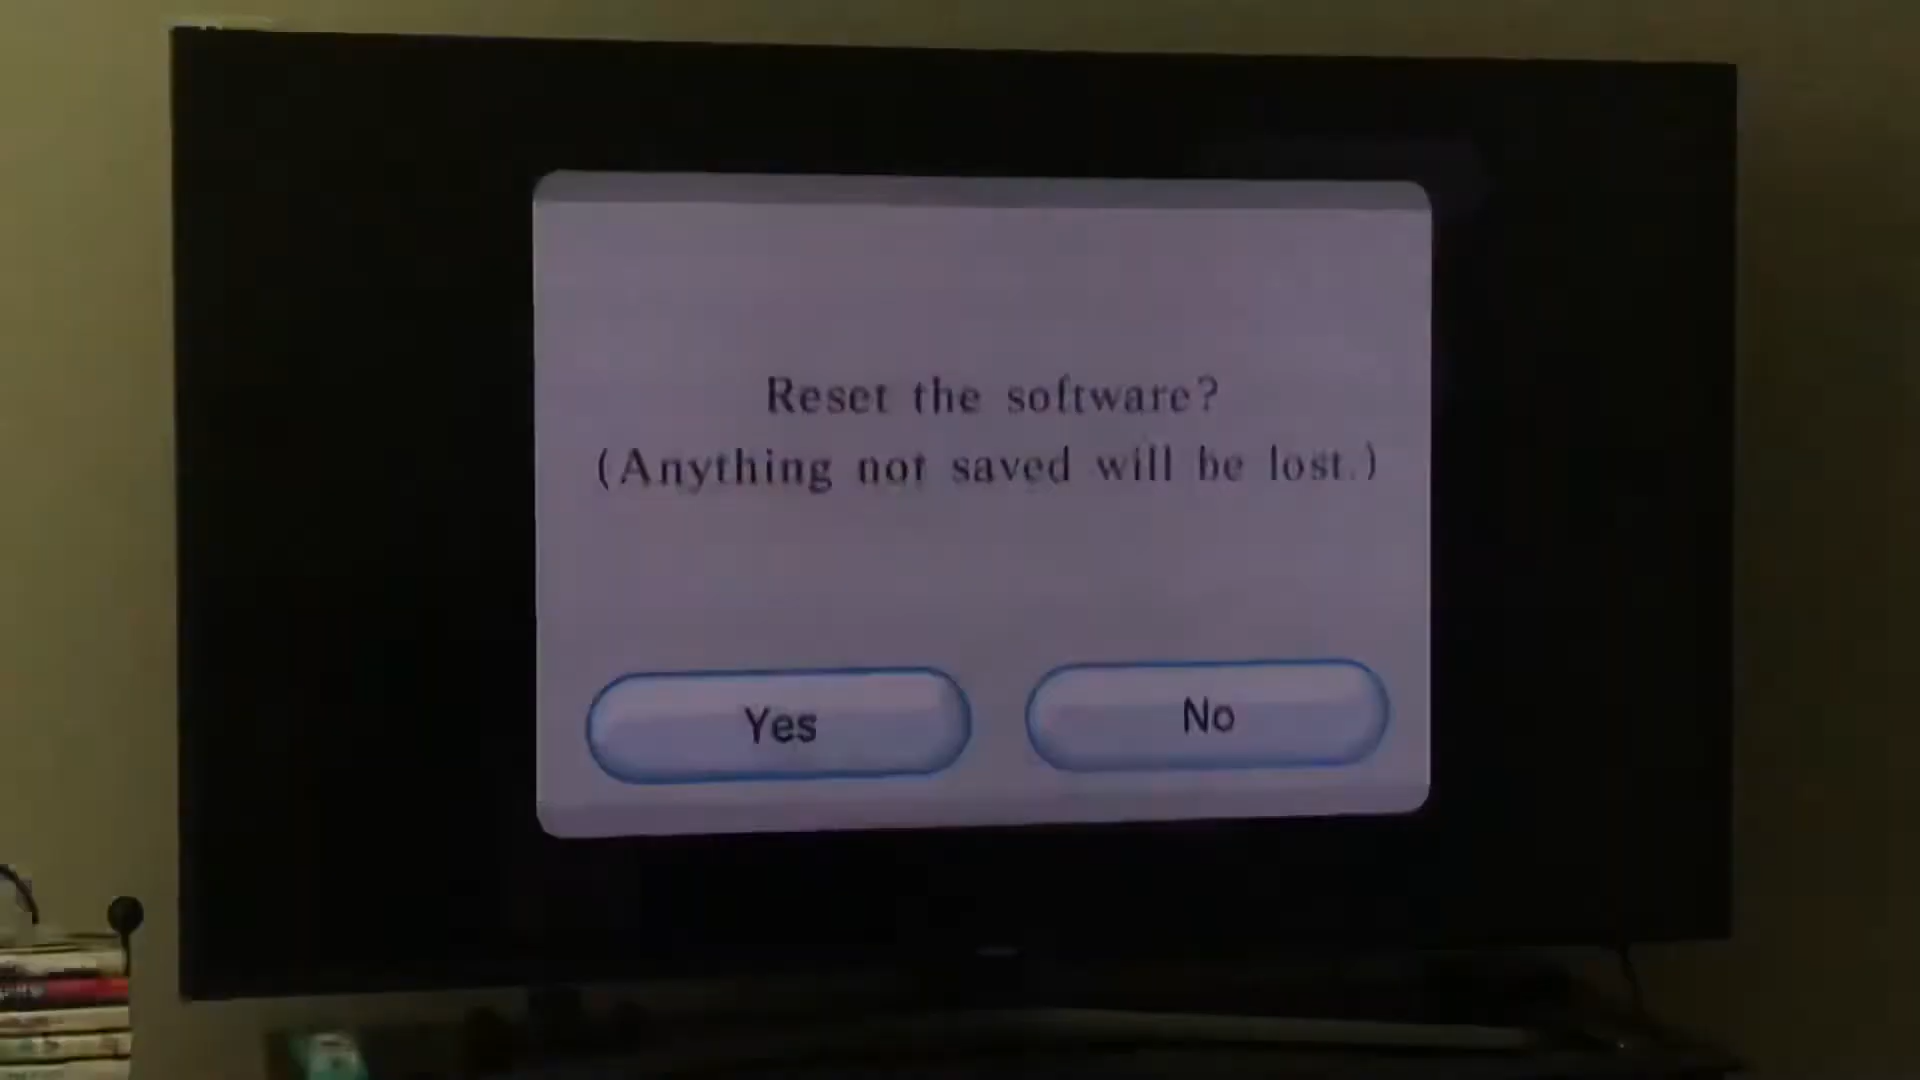 Reset the software?
(Anything not saved will be lost.)
Yes
No